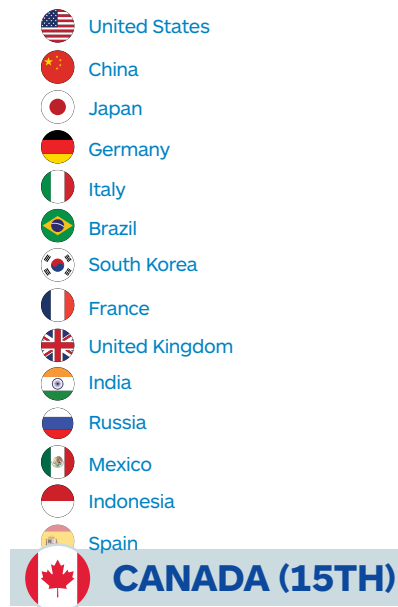 United States
China
Japan
Germany
Italy
Brazil
South Korea
France
United Kingdom
India
Russia
Mexico
Indonesia
Spain
CANADA (15TH)